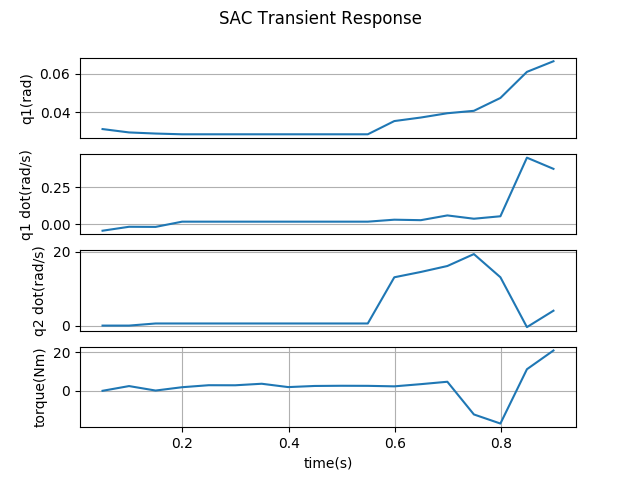 SAC Transient Response
0.06
0.04
q1(rad)
0.25
0.00
q1 dot(rad/s)
20
0
q2 dot(rad/s)
20
0
torque(Nm)
0.2 0.4 0.6 0.8
time(s)